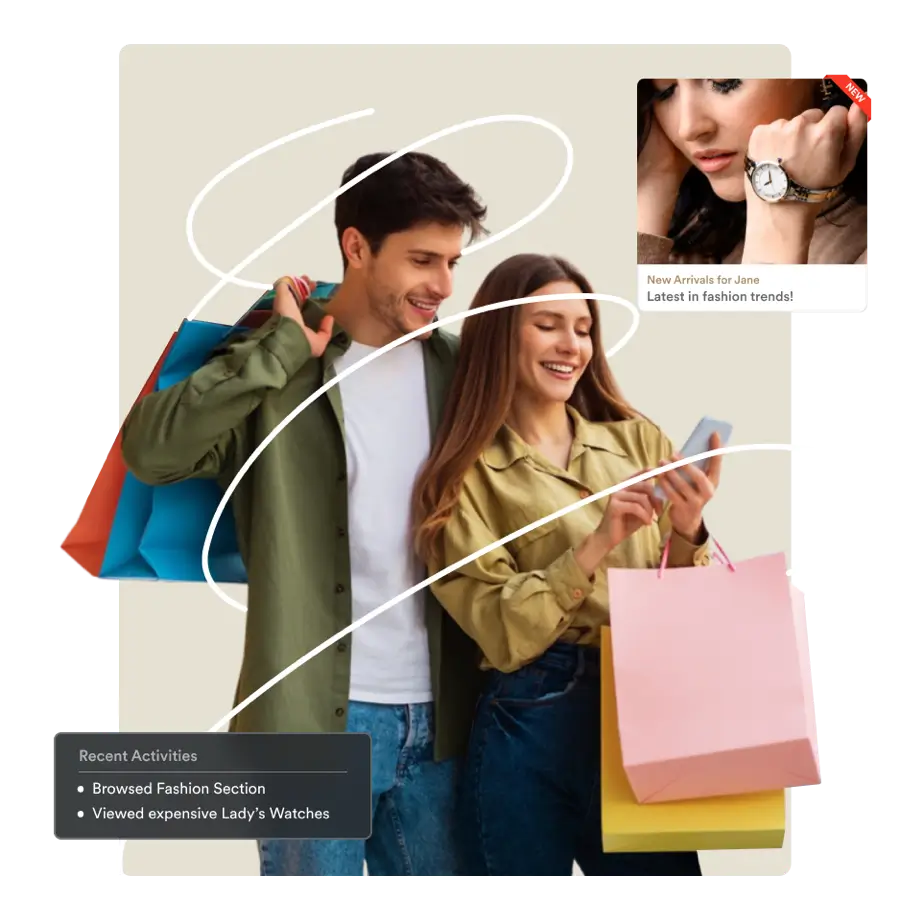 NEW
New Arrivals for Jane
Latest in fashion trends!
Recent Activities
• Browsed Fashion Section
• Viewed expensive Lady's Watches